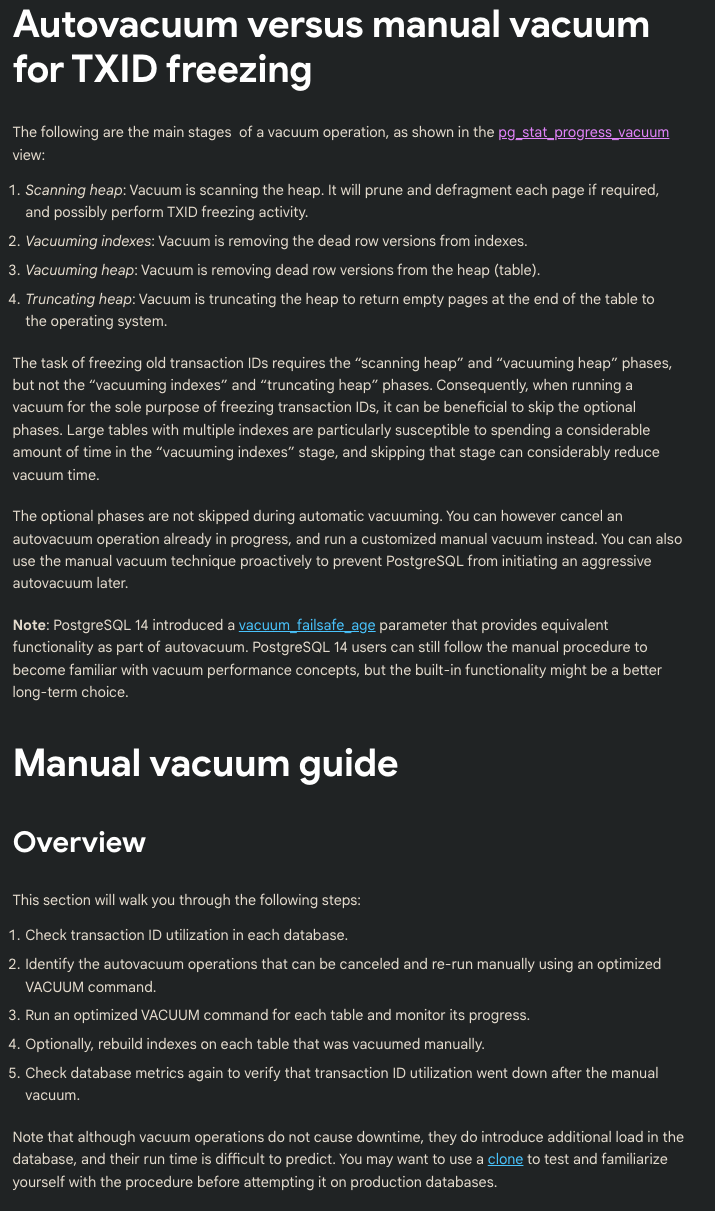 Autovacuum versus manual vacuum
for TXID freezing
The following are the main stages  of a vacuum operation, as shown in the pg_stat_progress_vacuum
view:
1. Scanning heap: Vacuum is scanning the heap. It will prune and defragment each page if required,
and possibly perform TXID freezing activity.
2. Vacuuming indexes: Vacuum is removing the dead row versions from indexes.
3. Vacuuming heap: Vacuum is removing dead row versions from the heap (table).
4. Truncating heap: Vacuum is truncating the heap to return empty pages at the end of the table to
the operating system.
The task of freezing old transaction IDs requires the “scanning heap” and “vacuuming heap” phases,
but not the “vacuuming indexes” and “truncating heap” phases. Consequently, when running a
vacuum for the sole purpose of freezing transaction IDs, it can be beneficial to skip the optional
phases. Large tables with multiple indexes are particularly susceptible to spending a considerable
amount of time in the “vacuuming indexes” stage, and skipping that stage can considerably reduce
vacuum time.
The optional phases are not skipped during automatic vacuuming. You can however cancel an
autovacuum operation already in progress, and run a customized manual vacuum instead. You can also
use the manual vacuum technique proactively to prevent PostgreSQL from initiating an aggressive
autovacuum later.
Note: PostgreSQL 14 introduced a vacuum_failsafe_age parameter that provides equivalent
functionality as part of autovacuum. PostgreSQL 14 users can still follow the manual procedure to
become familiar with vacuum performance concepts, but the built-in functionality might be a better
long-term choice.
Manual vacuum guide
Overview
This section will walk you through the following steps:
1. Check transaction ID utilization in each database.
2. Identify the autovacuum operations that can be canceled and re-run manually using an optimized
VACUUM command.
3. Run an optimized VACUUM command for each table and monitor its progress.
4. Optionally, rebuild indexes on each table that was vacuumed manually.
5. Check database metrics again to verify that transaction ID utilization went down after the manual
vacuum.
Note that although vacuum operations do not cause downtime, they do introduce additional load in the
database, and their run time is difficult to predict. You may want to use a clone to test and familiarize
yourself with the procedure before attempting it on production databases.